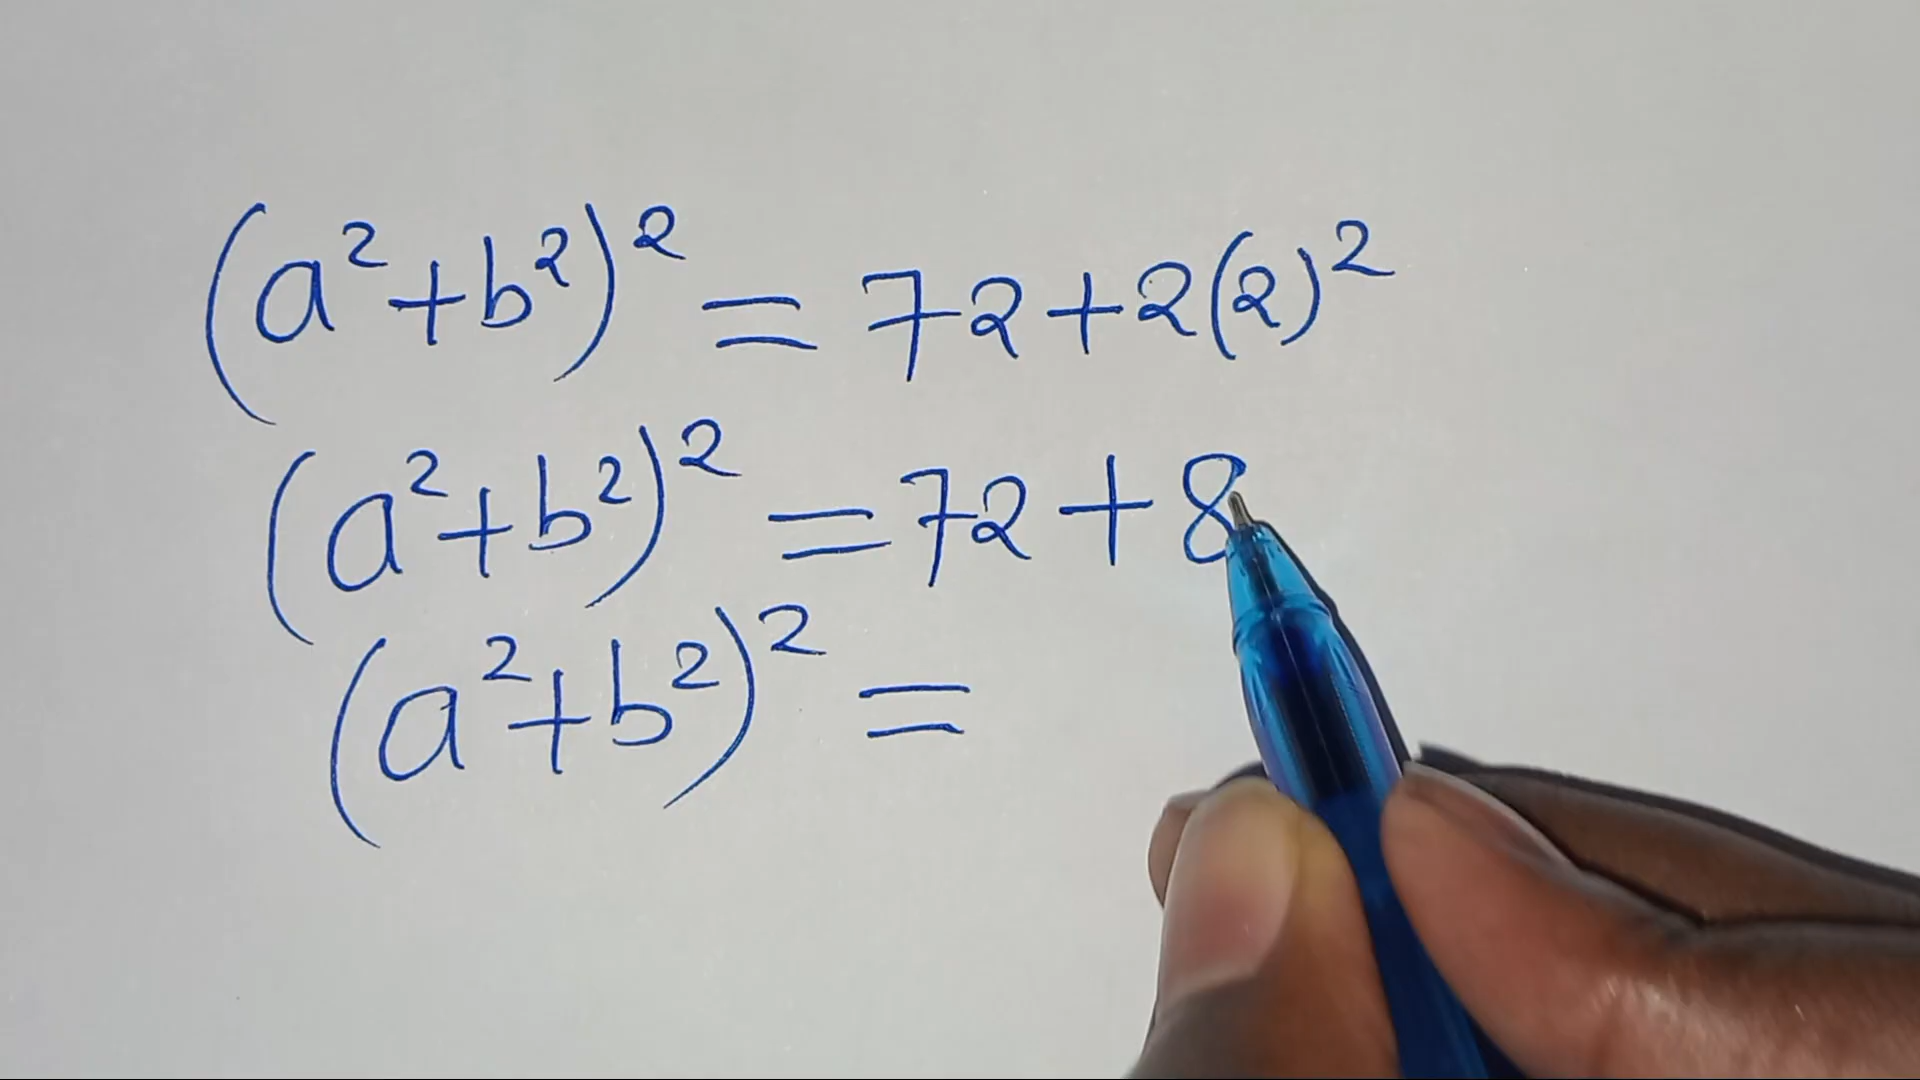 (a²+b²)² = 72+2(2)²
(a²+b²)² = 72+8
(a²+b²)² =